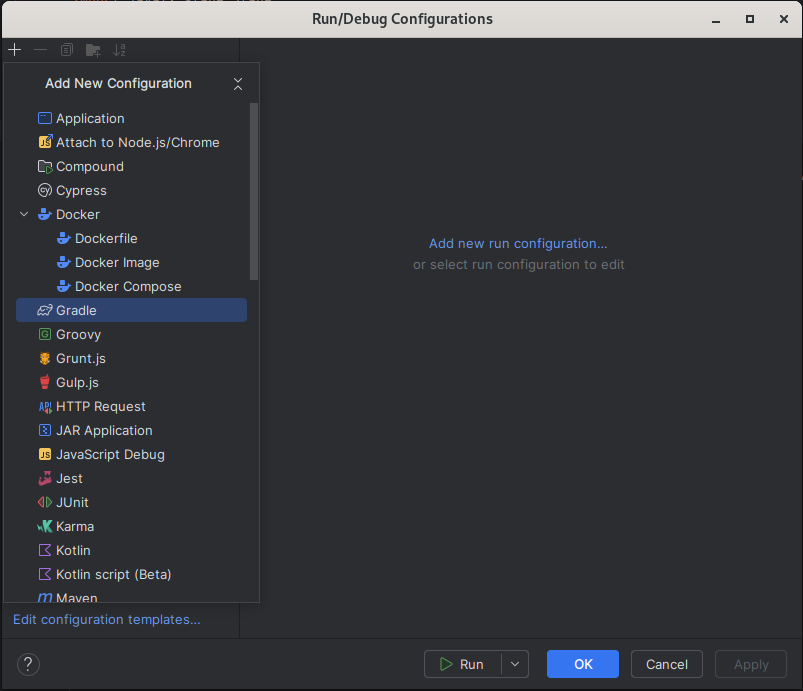 Run/Debug Configurations
Add New Configuration
Application
Attach to Node.js/Chrome
Compound
Cypress
Docker
Dockerfile
Docker Image
Docker Compose
Gradle
Groovy
Grunt.js
Gulp.js
HTTP Request
JAR Application
JavaScript Debug
Jest
JUnit
Karma
Kotlin
Kotlin script (Beta)
Maven
Add new run configuration...
or select run configuration to edit
Edit configuration templates...
? Run OK Cancel Apply